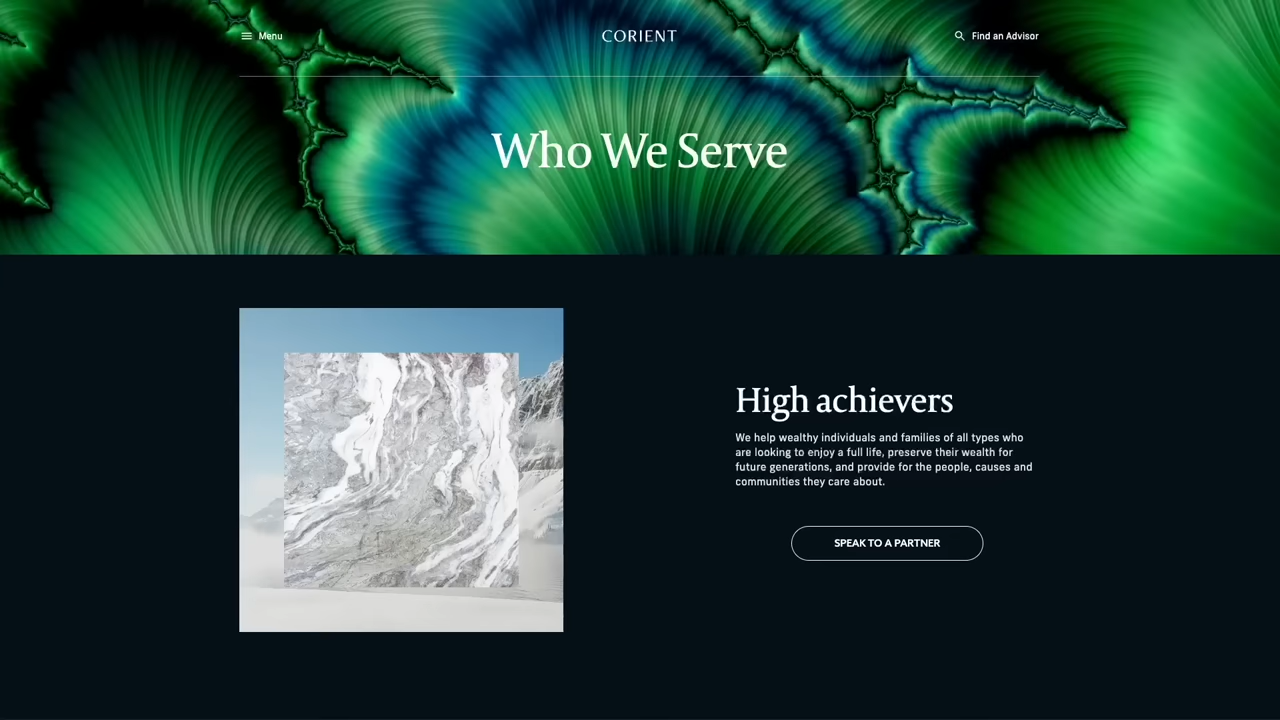 Menu
CORIENT
Find an Advisor
Who We Serve
High achievers
We help wealthy individuals and families of all types who
are looking to enjoy a full life, preserve their wealth for
future generations, and provide for the people, causes and
communities they care about.
SPEAK TO A PARTNER